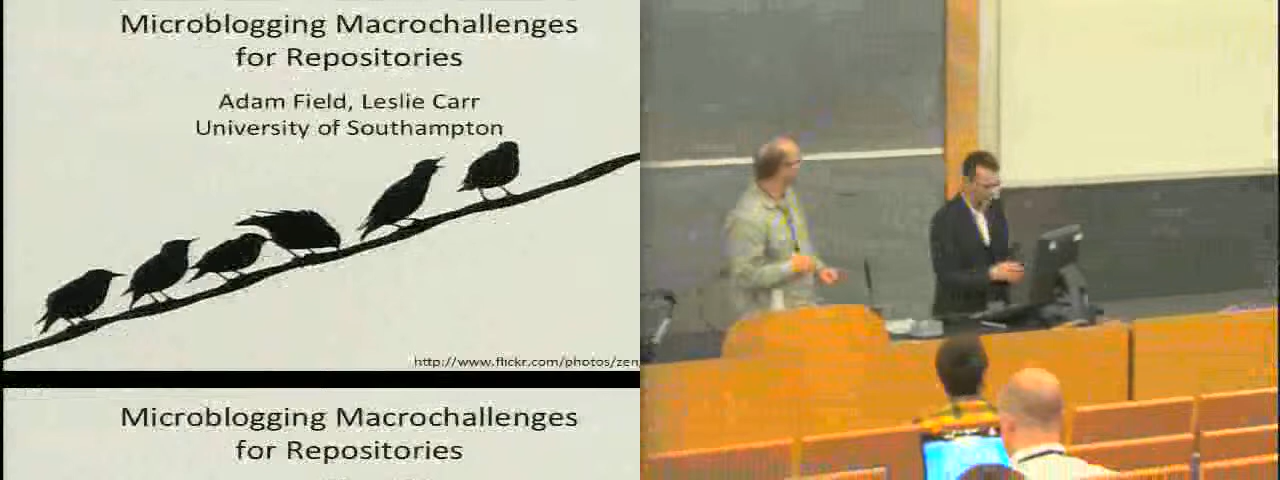 Microblogging Macrochallenges
for Repositories
Adam Field, Leslie Carr
University of Southampton
http://www.flickr.com/photos/zen
Microblogging Macrochallenges
for Repositories